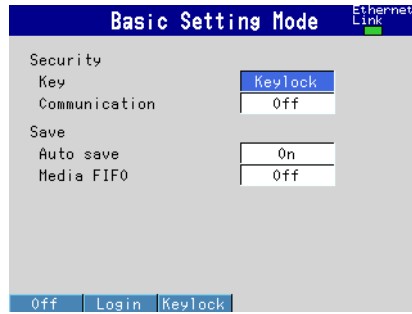 Basic Setting Mode
Ethernet
Link
Security
Key Keylock
Communication Off
Save
Auto save On
Media FIFO Off
Off Login Keylock